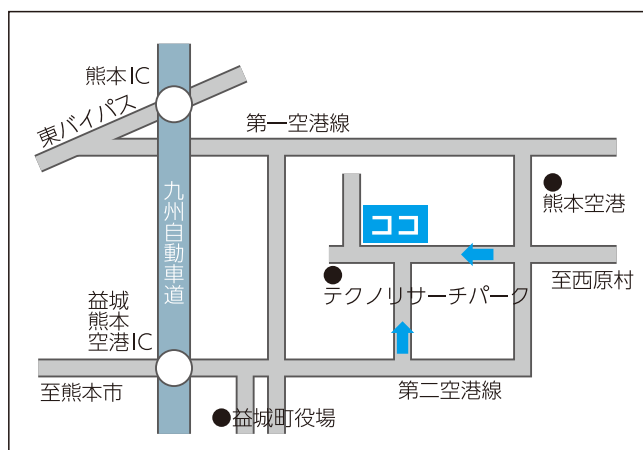 熊本IC
東バイパス
第一空港線
熊本空港
九州自動車道
ココ
至西原村
テクノリサーチパーク
益城
熊本
空港IC
至熊本市
第二空港線
益城町役場